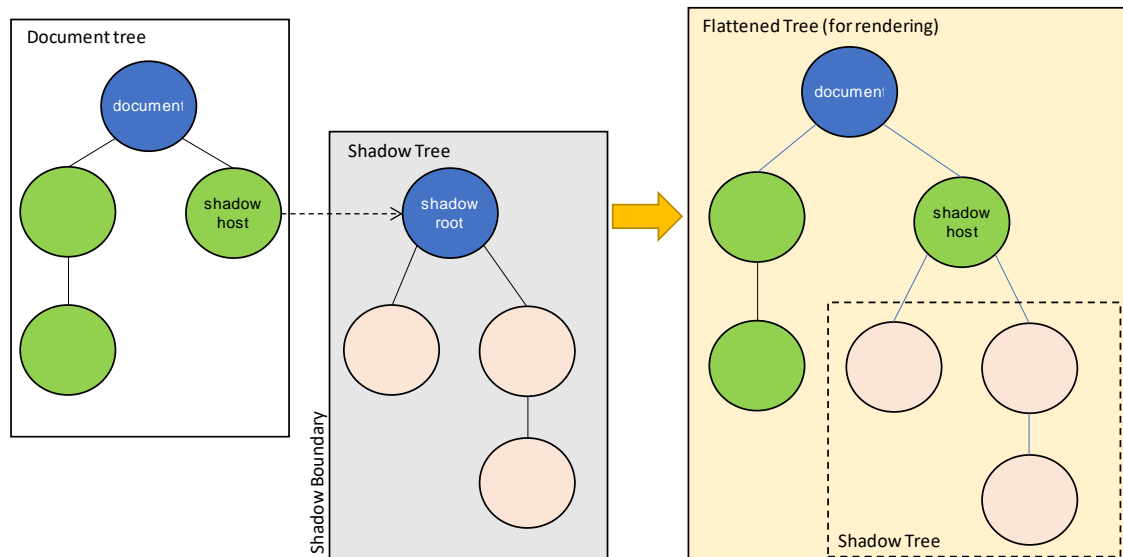 Document tree
document
shadow
host
Shadow Tree
shadow
root
Shadow Boundary
Flattened Tree (for rendering)
document
shadow
host
Shadow Tree